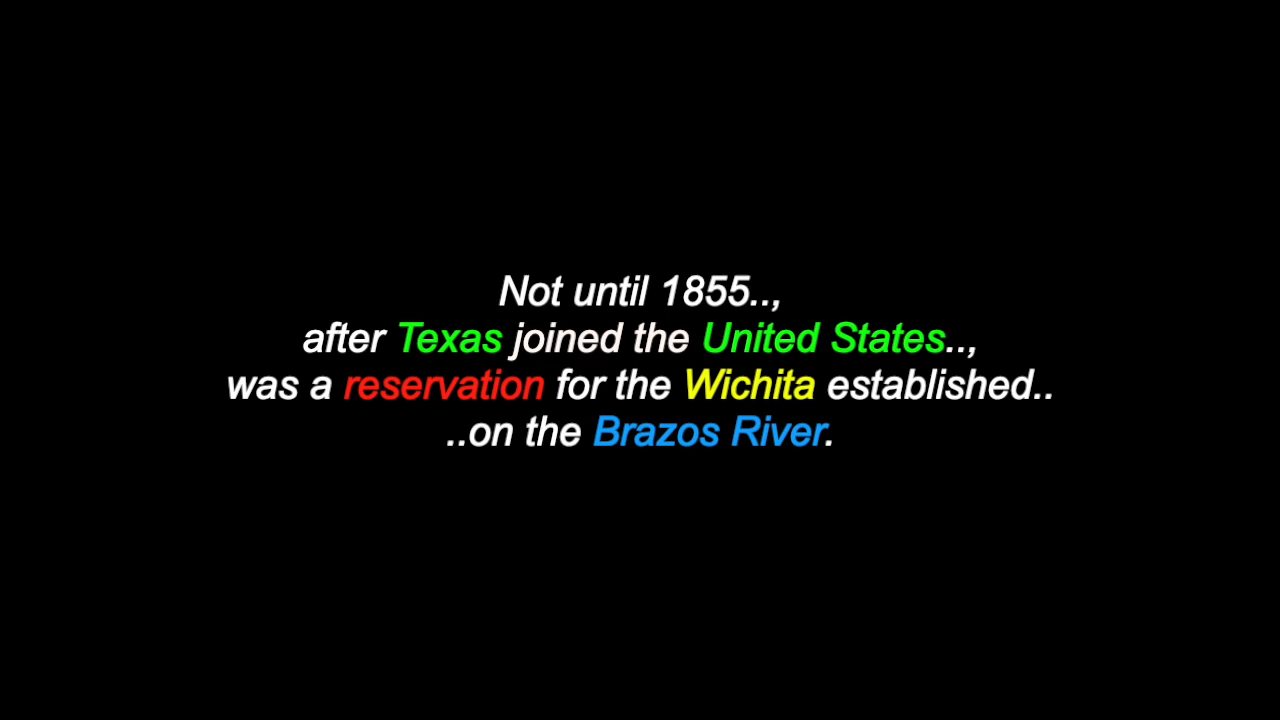 Not until 1855..,
after Texas joined the United States..,
was a reservation for the Wichita established..
..on the Brazos River.